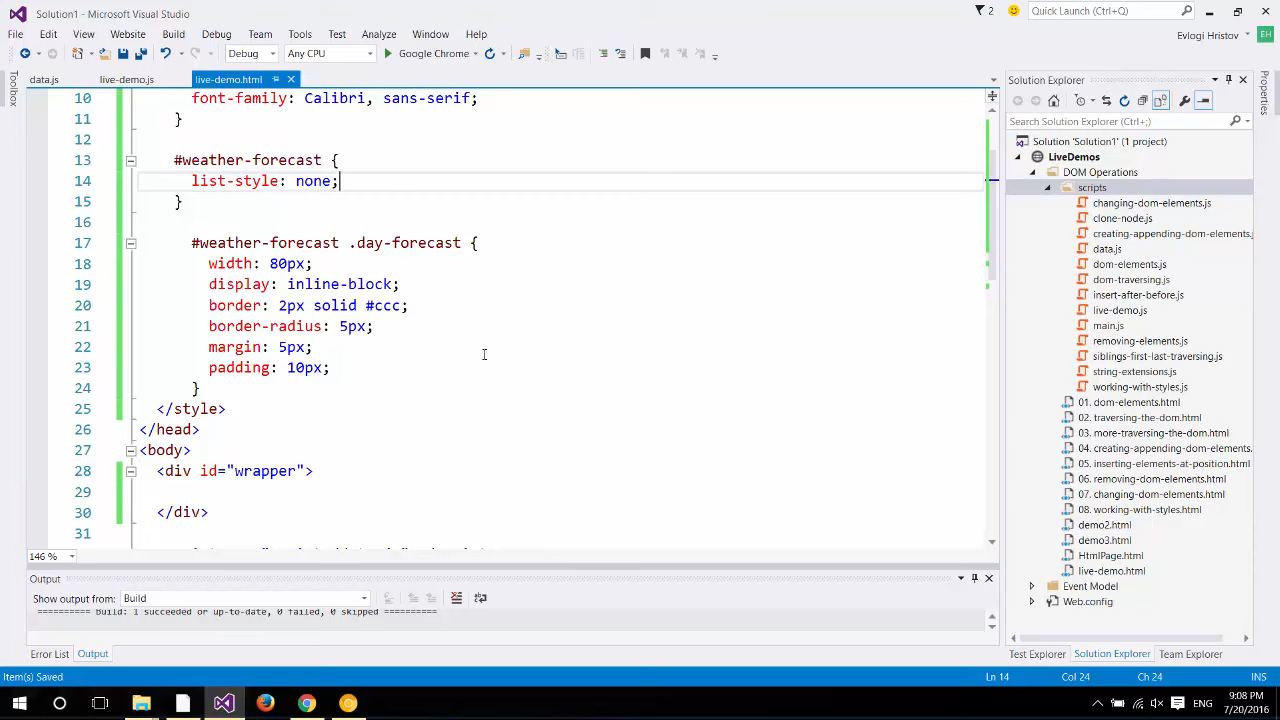 Solution1 - Microsoft Visual Studio
2
Quick Launch (Ctrl+Q)
File Edit View Website Build Debug Team Tools Test Analyze Window Help
Evlogi Hristov
EH
Debug Any CPU Google Chrome
Toolbox
data.js live-demo.js live-demo.html
10 font-family: Calibri, sans-serif;
11 }
12
13 #weather-forecast {
14 list-style: none;
15 }
16
17 #weather-forecast .day-forecast {
18 width: 80px;
19 display: inline-block;
20 border: 2px solid #ccc;
21 border-radius: 5px;
22 margin: 5px;
23 padding: 10px;
24 }
25 </style>
26 </head>
27 <body>
28 <div id="wrapper">
29
30 </div>
31
146 %
Output
Show output from: Build
========== Build: 1 succeeded or up-to-date, 0 failed, 0 skipped ==========
Error List Output
Solution Explorer
Properties
Search Solution Explorer (Ctrl+;)
Solution 'Solution1' (1 project)
LiveDemos
DOM Operations
scripts
changing-dom-elements.js
clone-node.js
creating-appending-dom-elements.
data.js
dom-elements.js
dom-traversing.js
insert-after-before.js
live-demo.js
main.js
removing-elements.js
siblings-first-last-traversing.js
string-extensions.js
working-with-styles.js
01. dom-elements.html
02. traversing-the-dom.html
03. more-traversing-the-dom.html
04. creating-appending-dom-elements.
05. inserting-elements-at-position.html
06. removing-dom-elements.html
07. changing-dom-elements.html
08. working-with-styles.html
demo2.html
demo3.html
HtmlPage.html
live-demo.html
Event Model
Web.config
Test Explorer Solution Explorer Team Explorer
Item(s) Saved
Ln 14 Col 24 Ch 24 INS
ENG
9:08 PM
7/20/2016